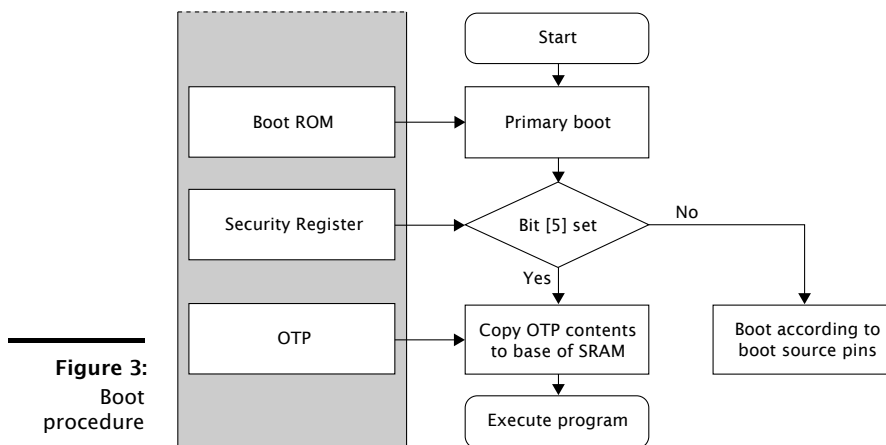 Start
Boot ROM
Primary boot
Security Register
Bit [5] set
No
Yes
OTP
Copy OTP contents
to base of SRAM
Boot according to
boot source pins
Execute program
Figure 3:
Boot
procedure